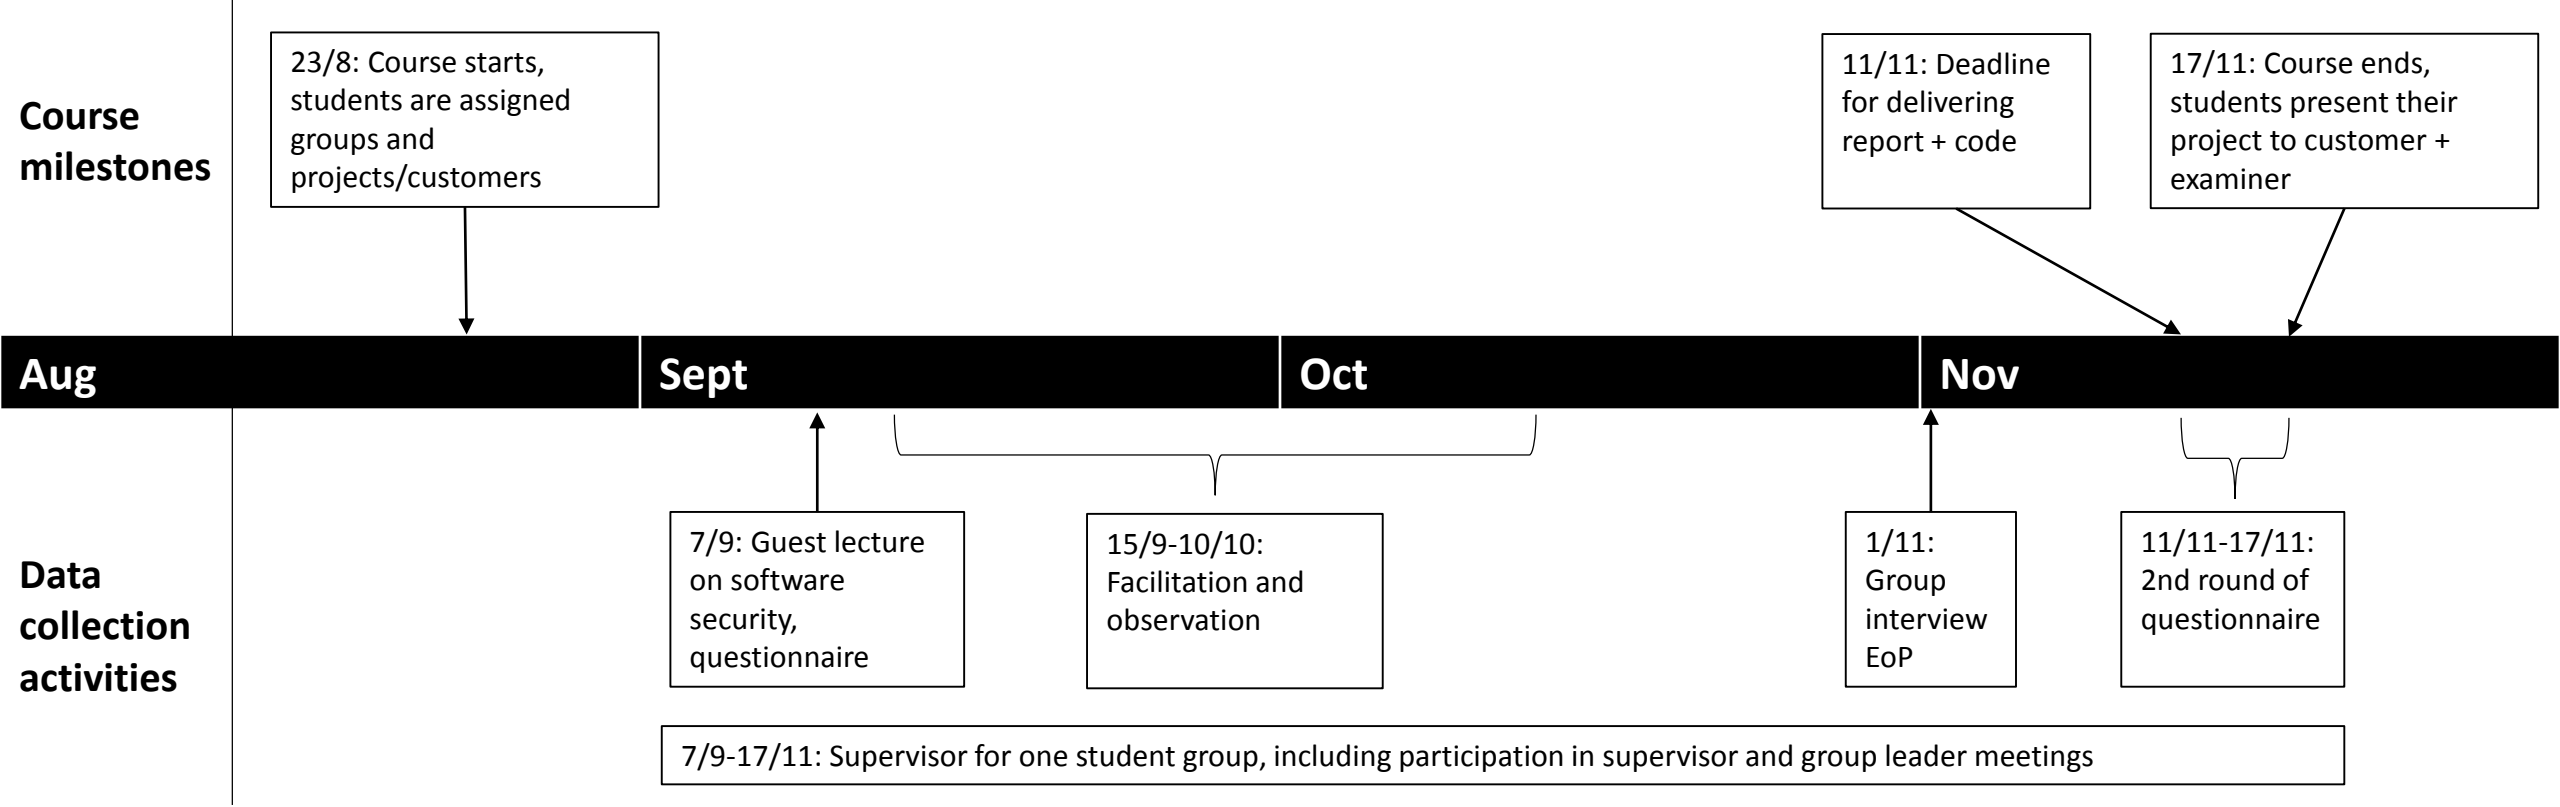 Course
milestones
23/8: Course starts,
students are assigned
groups and
projects/customers
11/11: Deadline
for delivering
report + code
17/11: Course ends,
students present their
project to customer +
examiner
Aug
Sept
Oct
Nov
Data
collection
activities
7/9: Guest lecture
on software
security,
questionnaire
15/9-10/10:
Facilitation and
observation
1/11:
Group
interview
EoP
11/11-17/11:
2nd round of
questionnaire
7/9-17/11: Supervisor for one student group, including participation in supervisor and group leader meetings